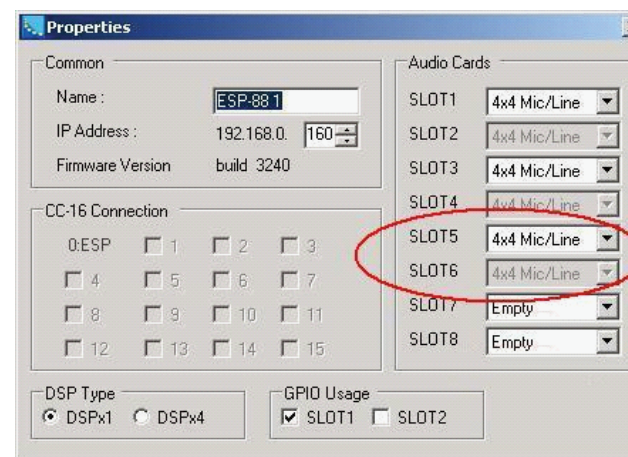 Properties
Common
Name :
ESP-88 1
IP Address :
192.168.0. 160
Firmware Version
build 3240
CC-16 Connection
0:ESP 1 2 3
4 5 6 7
8 9 10 11
12 13 14 15
DSP Type
DSPx1 DSPx4
GPIO Usage
SLOT1 SLOT2
Audio Cards
SLOT1 4x4 Mic/Line
SLOT2 4x4 Mic/Line
SLOT3 4x4 Mic/Line
SLOT4 4x4 Mic/Line
SLOT5 4x4 Mic/Line
SLOT6 4x4 Mic/Line
SLOT7 Empty
SLOT8 Empty